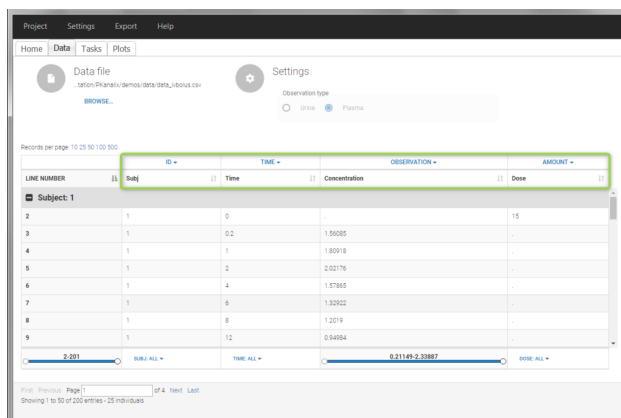 Project Settings Export Help
Home Data Tasks Plots
Data file
...tation/PKanalix/demos/data/data_ivbolus.csv
BROWSE...
Settings
Observation type
Urine Plasma
Records per page: 10 25 50 100 500
ID TIME OBSERVATION AMOUNT
LINE NUMBER Subj Time Concentration Dose
Subject: 1
2 1 0 . 15
3 1 0.2 1.56085 .
4 1 1 1.80918 .
5 1 2 2.02176 .
6 1 4 1.57865 .
7 1 6 1.32922 .
8 1 8 1.2019 .
9 1 12 0.94984 .
2-201 SUBJ: ALL TIME: ALL 0.21149-2.33887 DOSE: ALL
First Previous Page 1 of 4 Next Last
Showing 1 to 50 of 200 entries - 25 individuals